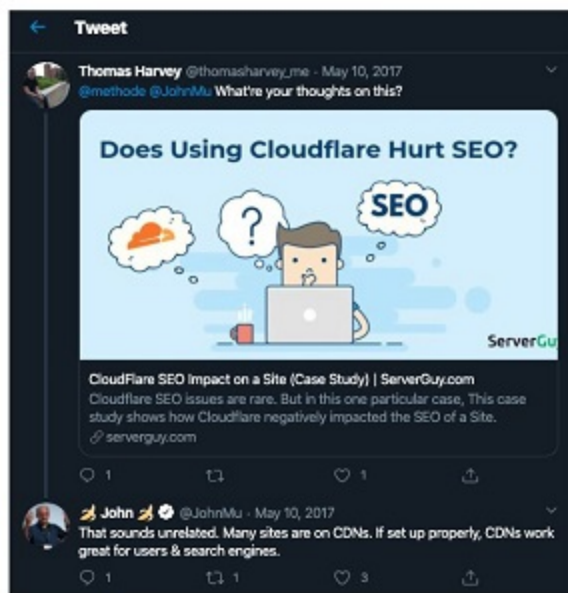 Tweet
Thomas Harvey @thomasharvey_me · May 10, 2017
@methode @JohnMu What're your thoughts on this?
Does Using Cloudflare Hurt SEO?
?
SEO
ServerGu
CloudFlare SEO Impact on a Site (Case Study) | ServerGuy.com
Cloudflare SEO issues are rare. But in this one particular case, This case
study shows how Cloudflare negatively impacted the SEO of a Site.
serverguy.com
1
1
John @JohnMu · May 10, 2017
That sounds unrelated. Many sites are on CDNs. If set up properly, CDNs work
great for users & search engines.
1
1
3